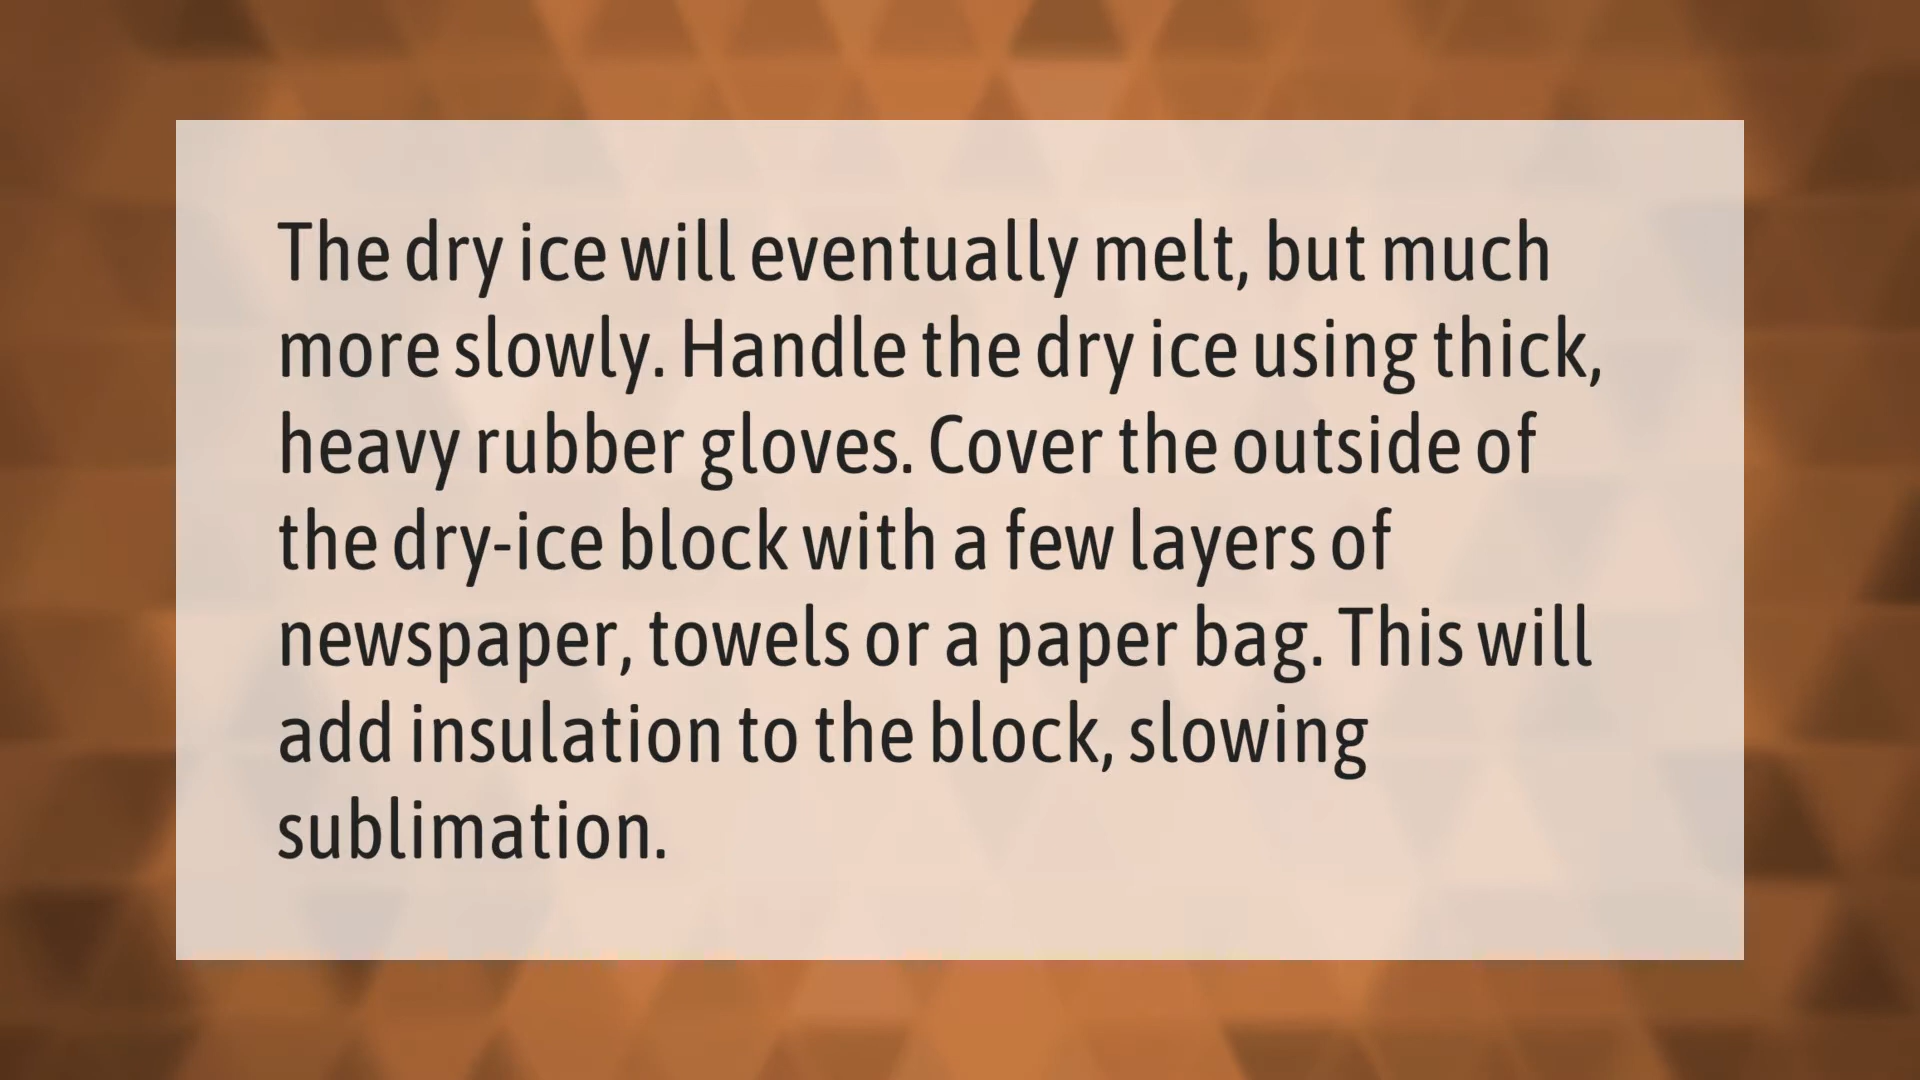 The dry ice will eventually melt, but much
more slowly. Handle the dry ice using thick,
heavy rubber gloves. Cover the outside of
the dry-ice block with a few layers of
newspaper, towels or a paper bag. This will
add insulation to the block, slowing
sublimation.